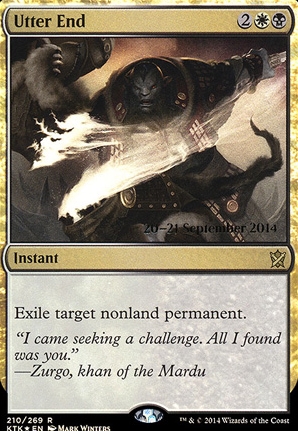 Utter End 2
20–21 September 2014
Instant
Exile target nonland permanent.
“I came seeking a challenge. All I found
was you.”
—Zurgo, khan of the Mardu
210/269 R
KTK ★ EN MARK WINTERS
™ & © 2014 Wizards of the Coast